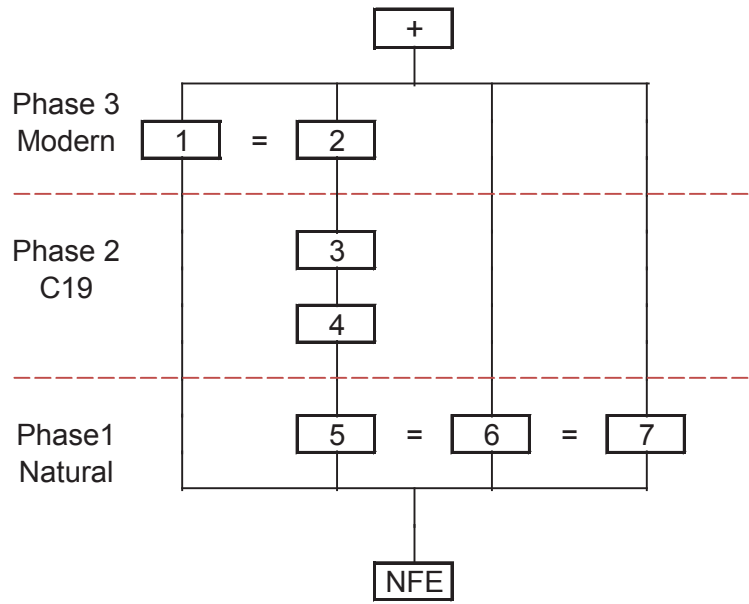 +
Phase 3
Modern
1 = 2
Phase 2
C19
3
4
Phase1
Natural
5 = 6 = 7
NFE